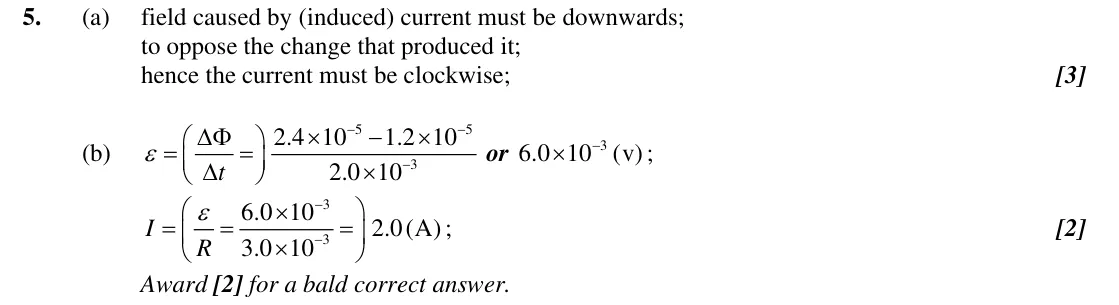 5. (a) field caused by (induced) current must be downwards;
to oppose the change that produced it;
hence the current must be clockwise; [3]
(b) ε = (ΔΦ/Δt =) (2.4×10⁻⁵ −1.2×10⁻⁵)/(2.0×10⁻³) or 6.0×10⁻³ (v);
I = (ε/R = 6.0×10⁻³/3.0×10⁻³ =) 2.0(A); [2]
Award [2] for a bald correct answer.